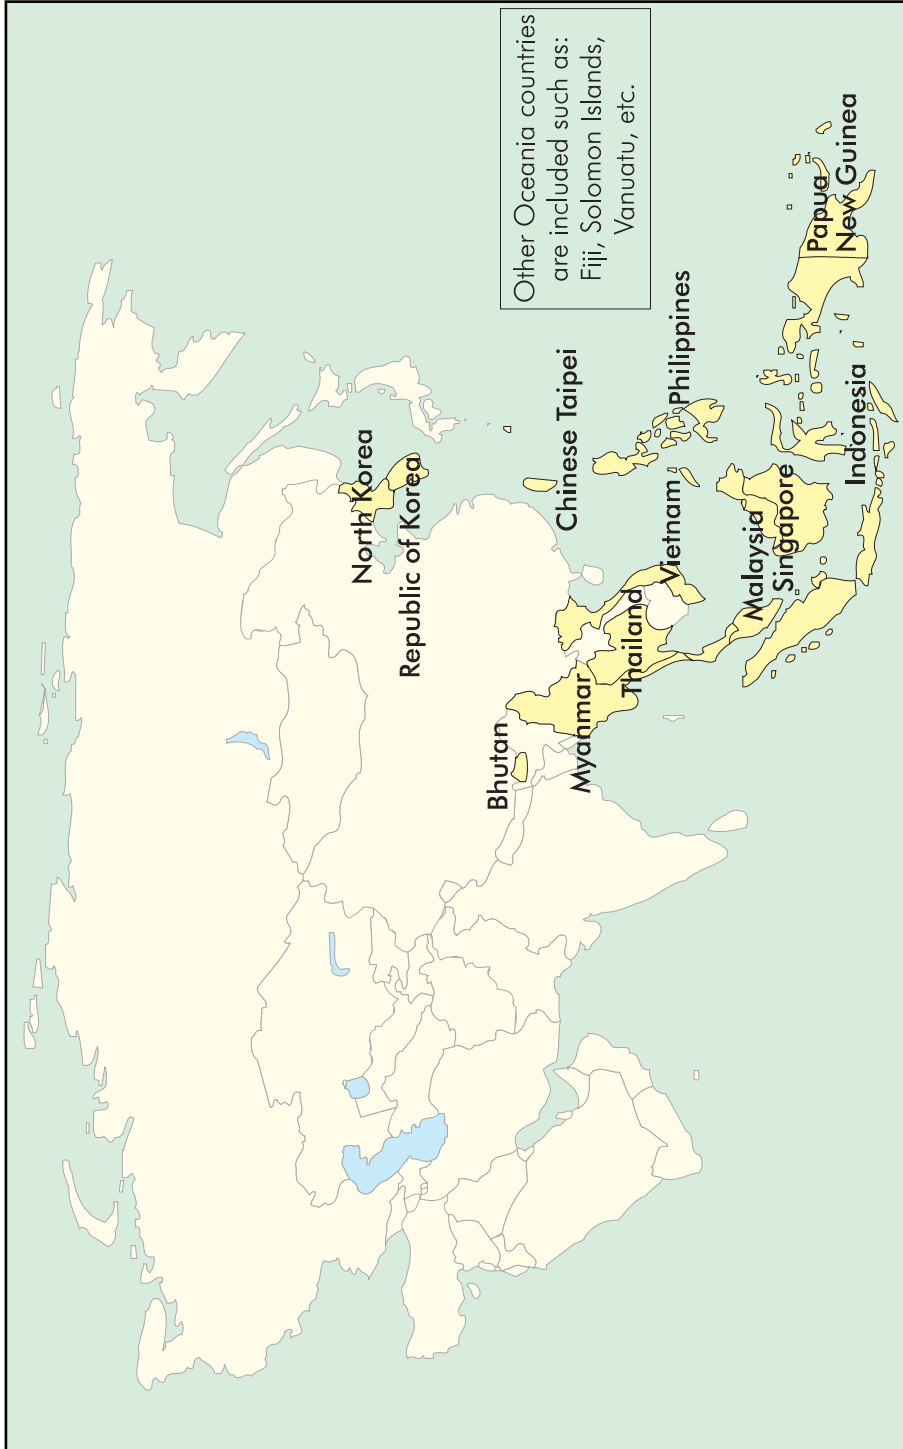 Other Oceania countries
are included such as:
Fiji, Solomon Islands,
Vanuatu, etc.
North Korea
Republic of Korea
Chinese Taipei
Bhutan
Myanmar
Thailand
Vietnam
Philippines
Malaysia
Singapore
Indonesia
Papua
New Guinea